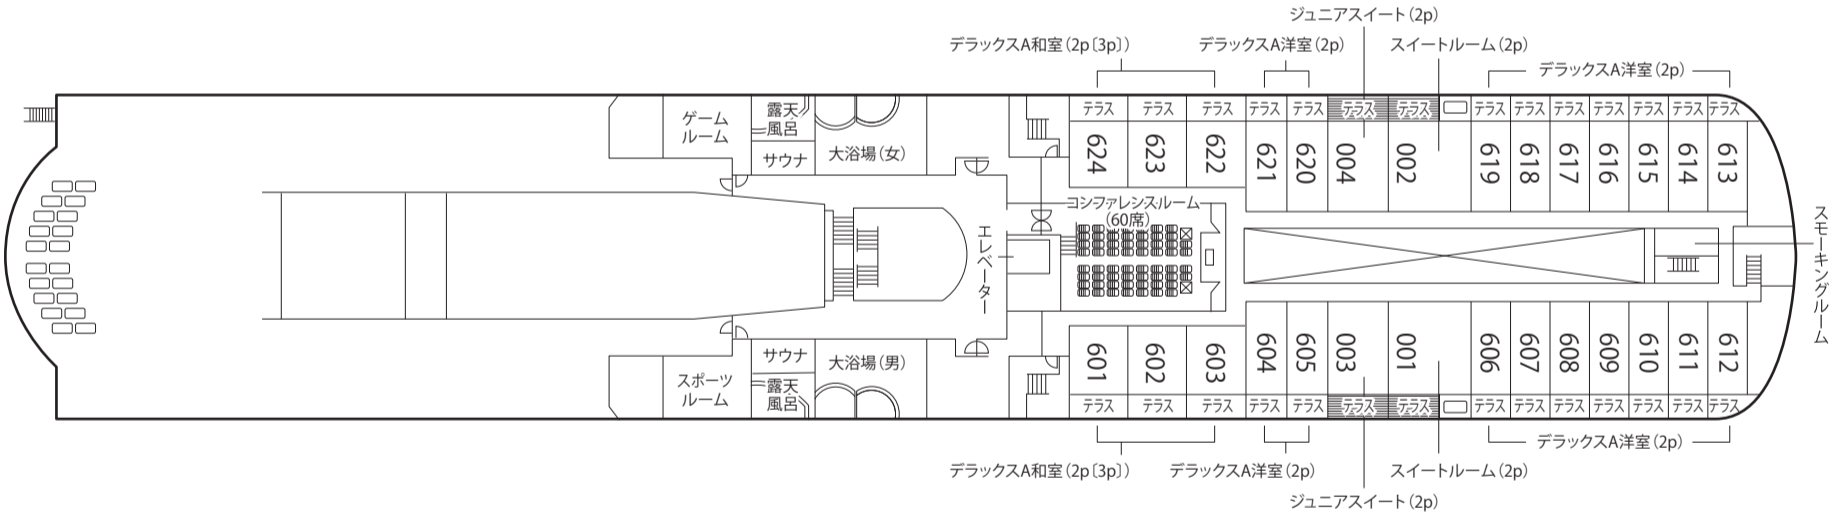 ジュニアスイート(2p)
デラックスA和室(2p〔3p〕)
デラックスA洋室(2p)
スイートルーム(2p)
デラックスA洋室(2p)
ゲーム
ルーム
露天
風呂
サウナ
大浴場(女)
テラス
テラス
テラス
テラス
テラス
テラス
テラス
テラス
テラス
テラス
テラス
テラス
テラス
テラス
624
623
622
621
620
004
002
619
618
617
616
615
614
613
コンファレンスルーム
(60席)
エレベーター
スモーキングルーム
スポーツ
ルーム
サウナ
露天
風呂
大浴場(男)
601
602
603
604
605
003
001
606
607
608
609
610
611
612
テラス
テラス
テラス
テラス
テラス
テラス
テラス
テラス
テラス
テラス
テラス
テラス
テラス
テラス
デラックスA和室(2p〔3p〕)
デラックスA洋室(2p)
スイートルーム(2p)
デラックスA洋室(2p)
ジュニアスイート(2p)